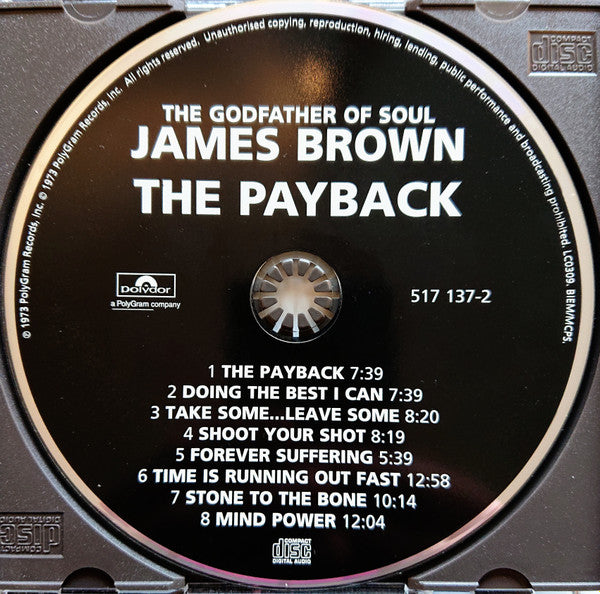 ℗ 1973 PolyGram Records, Inc. © 1973 PolyGram Records, Inc. All rights reserved. Unauthorised copying, reproduction, hiring, lending, public performance and broadcasting prohibited. LC0309. BIEM/MCPS.
COMPACT
disc
DIGITAL AUDIO
THE GODFATHER OF SOUL
JAMES BROWN
THE PAYBACK
polydor
a PolyGram company
517 137-2
1 THE PAYBACK 7:39
2 DOING THE BEST I CAN 7:39
3 TAKE SOME...LEAVE SOME 8:20
4 SHOOT YOUR SHOT 8:19
5 FOREVER SUFFERING 5:39
6 TIME IS RUNNING OUT FAST 12:58
7 STONE TO THE BONE 10:14
8 MIND POWER 12:04
COMPACT
disc
DIGITAL AUDIO
COMPACT
disc
DIGITAL AUDIO